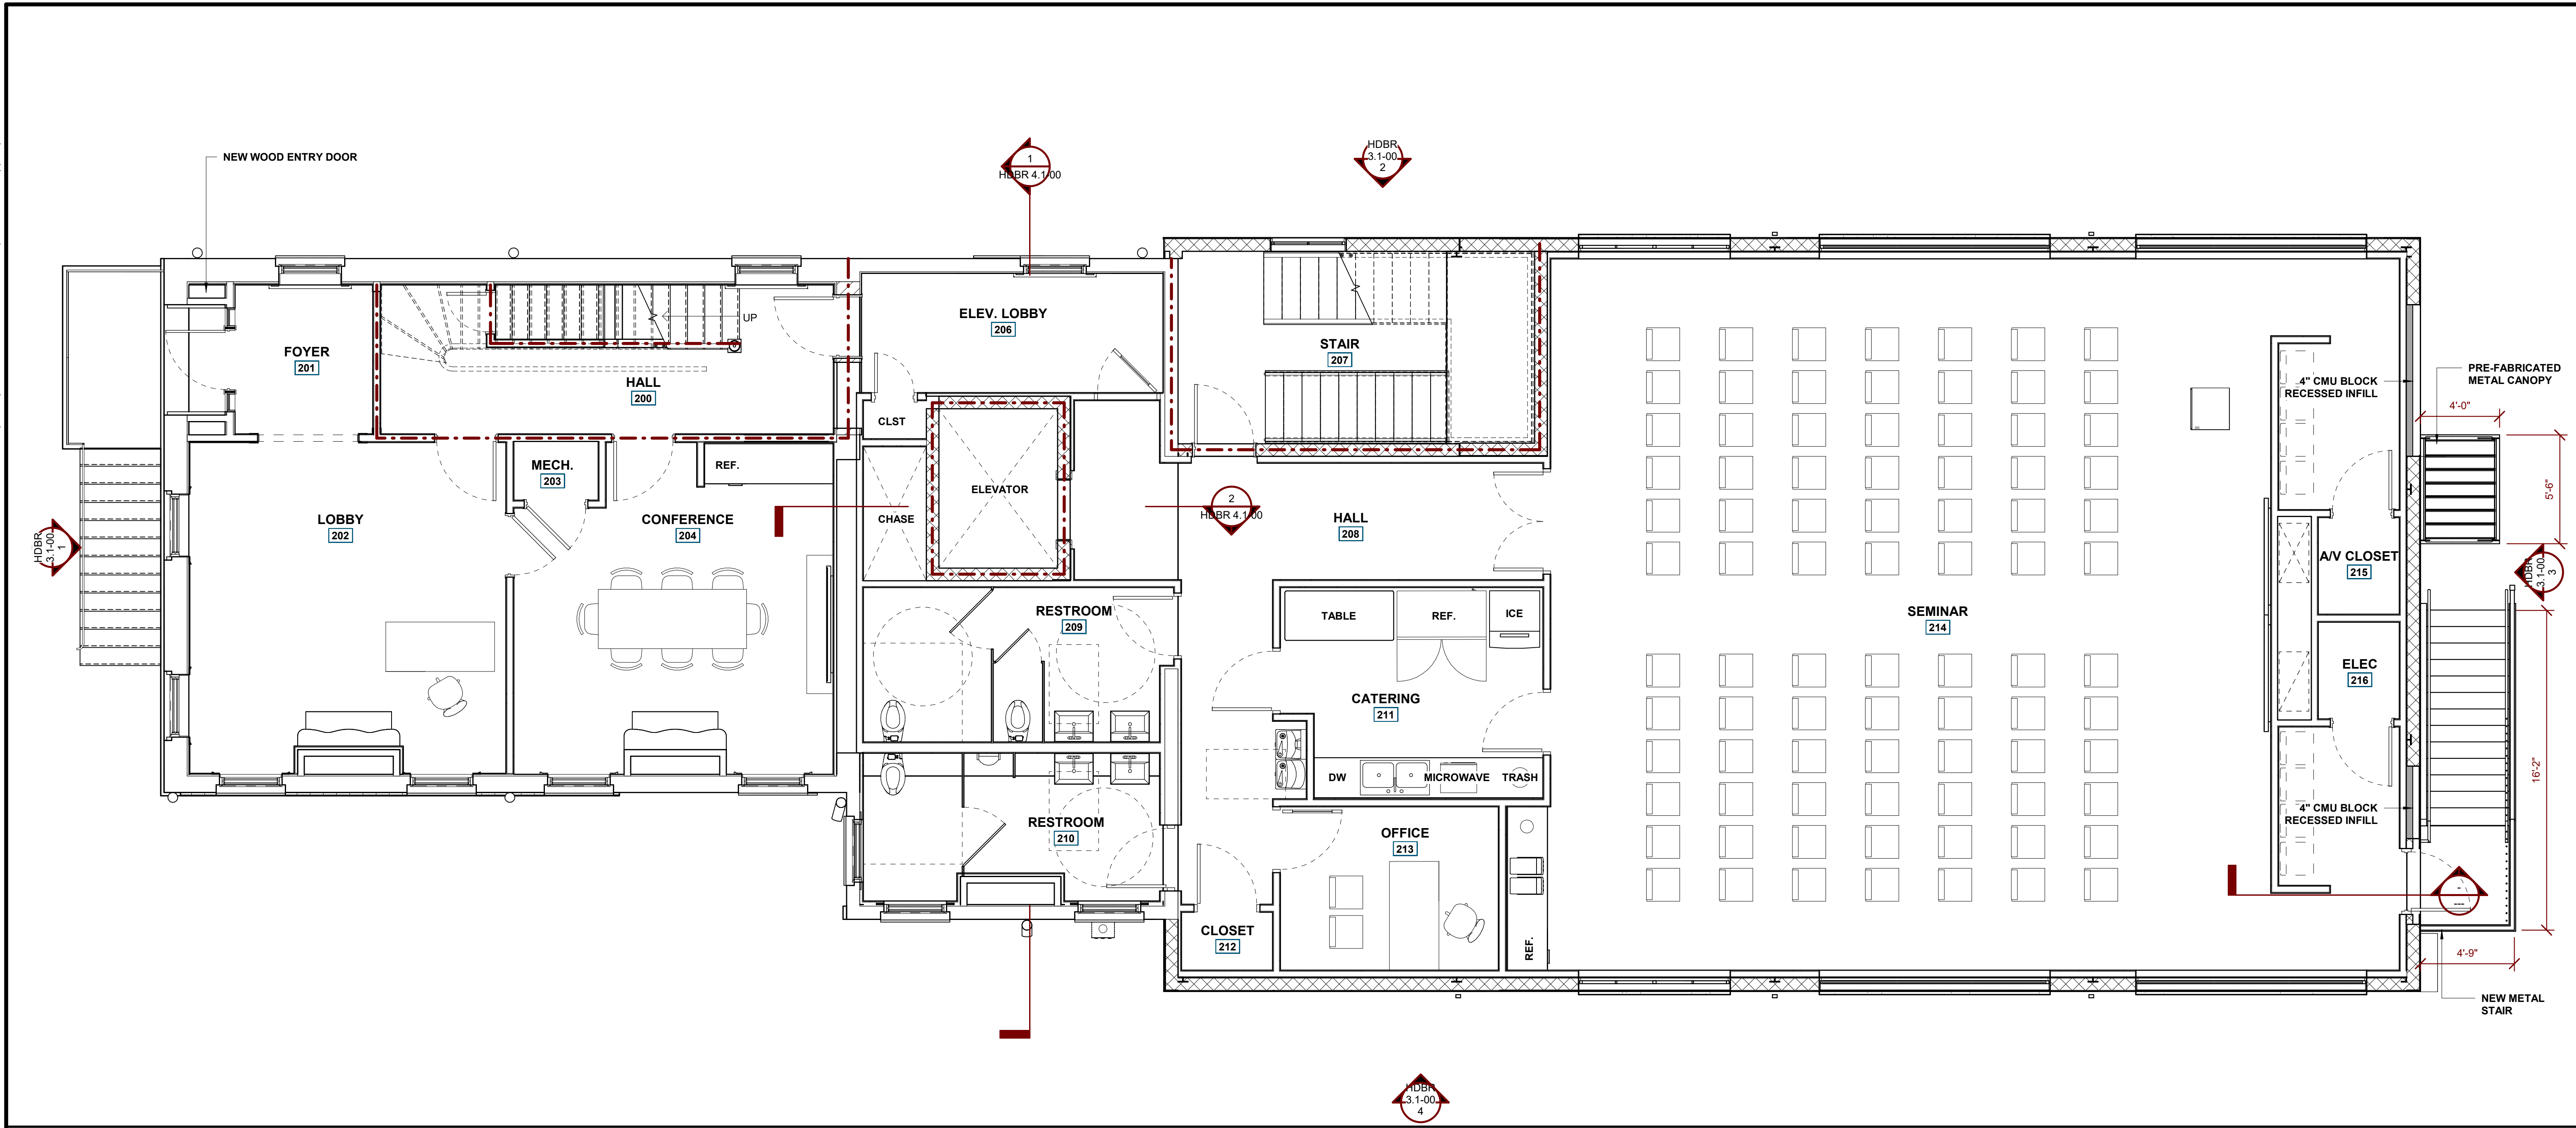 HDBR
3.1-00
2
1
HDBR 4.1-00
NEW WOOD ENTRY DOOR
UP
ELEV. LOBBY
206
FOYER
201
STAIR
207
HALL
200
4" CMU BLOCK
RECESSED INFILL
PRE-FABRICATED
METAL CANOPY
4'-0"
CLST
MECH.
203
REF.
ELEVATOR
5'-6"
2
HDBR 4.1-00
LOBBY
202
CONFERENCE
204
CHASE
HALL
208
HDBR
3.1-00
1
A/V CLOSET
215
HDBR
3.1-00
3
RESTROOM
209
TABLE
REF.
ICE
SEMINAR
214
ELEC
216
CATERING
211
16'-2"
DW
MICROWAVE
TRASH
4" CMU BLOCK
RECESSED INFILL
RESTROOM
210
OFFICE
213
-
---
CLOSET
212
REF.
4'-9"
NEW METAL
STAIR
HDBR
3.1-00
4